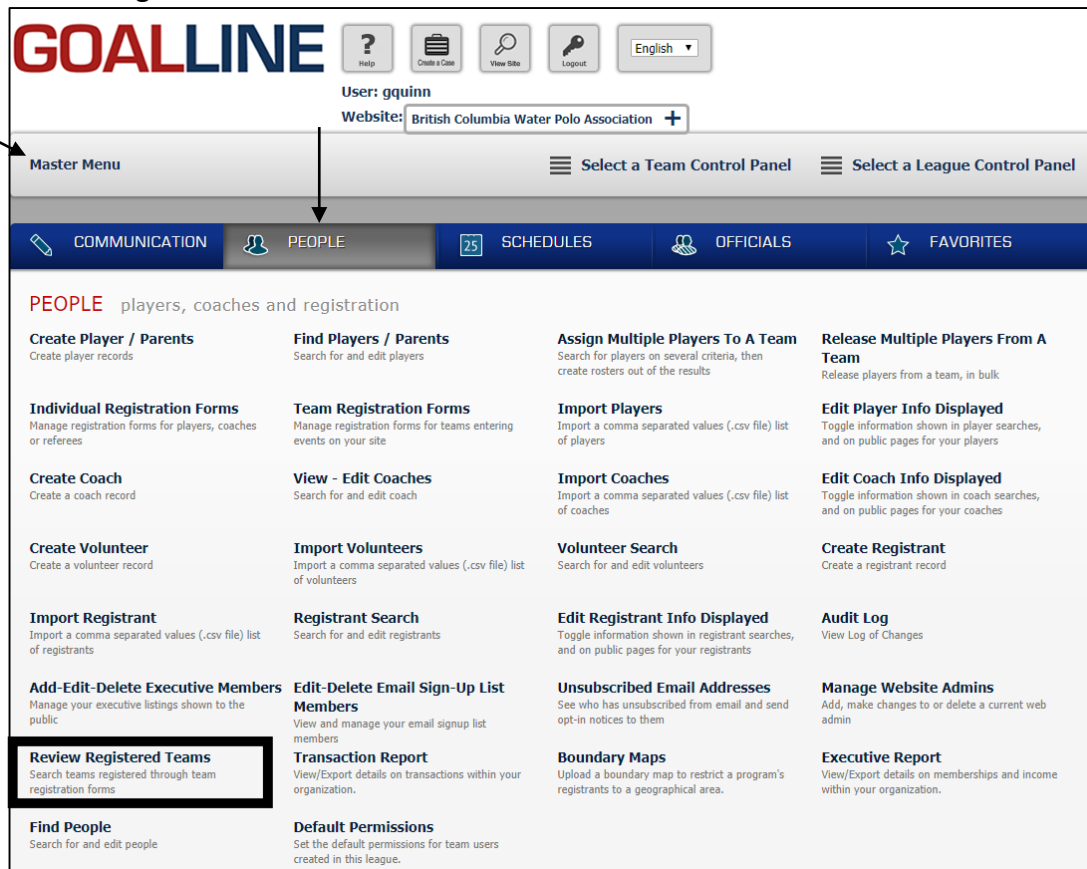 GOALLINE
Help
Create a Case
View Site
Logout
English
User: gquinn
Website: British Columbia Water Polo Association +
Master Menu
Select a Team Control Panel
Select a League Control Panel
COMMUNICATION
PEOPLE
25 SCHEDULES
OFFICIALS
FAVORITES
PEOPLE players, coaches and registration
Create Player / Parents
Create player records
Find Players / Parents
Search for and edit players
Assign Multiple Players To A Team
Search for players on several criteria, then
create rosters out of the results
Release Multiple Players From A
Team
Release players from a team, in bulk
Individual Registration Forms
Manage registration forms for players, coaches
or referees
Team Registration Forms
Manage registration forms for teams entering
events on your site
Import Players
Import a comma separated values (.csv file) list
of players
Edit Player Info Displayed
Toggle information shown in player searches,
and on public pages for your players
Create Coach
Create a coach record
View - Edit Coaches
Search for and edit coach
Import Coaches
Import a comma separated values (.csv file) list
of coaches
Edit Coach Info Displayed
Toggle information shown in coach searches,
and on public pages for your coaches
Create Volunteer
Create a volunteer record
Import Volunteers
Import a comma separated values (.csv file) list
of volunteers
Volunteer Search
Search for and edit volunteers
Create Registrant
Create a registrant record
Import Registrant
Import a comma separated values (.csv file) list
of registrants
Registrant Search
Search for and edit registrants
Edit Registrant Info Displayed
Toggle information shown in registrant searches,
and on public pages for your registrants
Audit Log
View Log of Changes
Add-Edit-Delete Executive Members
Manage your executive listings shown to the
public
Edit-Delete Email Sign-Up List
Members
View and manage your email signup list
members
Unsubscribed Email Addresses
See who has unsubscribed from email and send
opt-in notices to them
Manage Website Admins
Add, make changes to or delete a current web
admin
Review Registered Teams
Search teams registered through team
registration forms
Transaction Report
View/Export details on transactions within your
organization.
Boundary Maps
Upload a boundary map to restrict a program's
registrants to a geographical area.
Executive Report
View/Export details on memberships and income
within your organization.
Find People
Search for and edit people
Default Permissions
Set the default permissions for team users
created in this league.